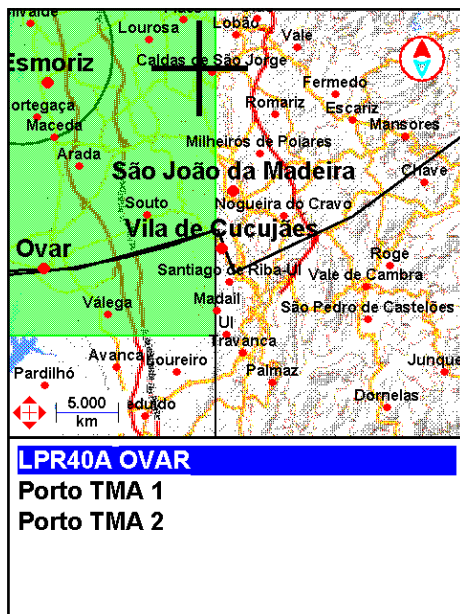 Lourosa
Lobão
Vale
Esmoriz
Caldas de São Jorge
Fermedo
Romariz
Escariz
Maceda
Mansores
Arada
Milheiros de Poiares
São João da Madeira
Chave
Souto
Nogueira do Cravo
Vila de Cucujães
Ovar
Roge
Santiago de Riba-Ul
Vale de Cambra
Válega
Madail
São Pedro de Castelões
Ul
Travanca
Avanca
Loureiro
Pardilhó
Palmaz
Junque
Dornelas
5.000
km
LPR40A OVAR
Porto TMA 1
Porto TMA 2